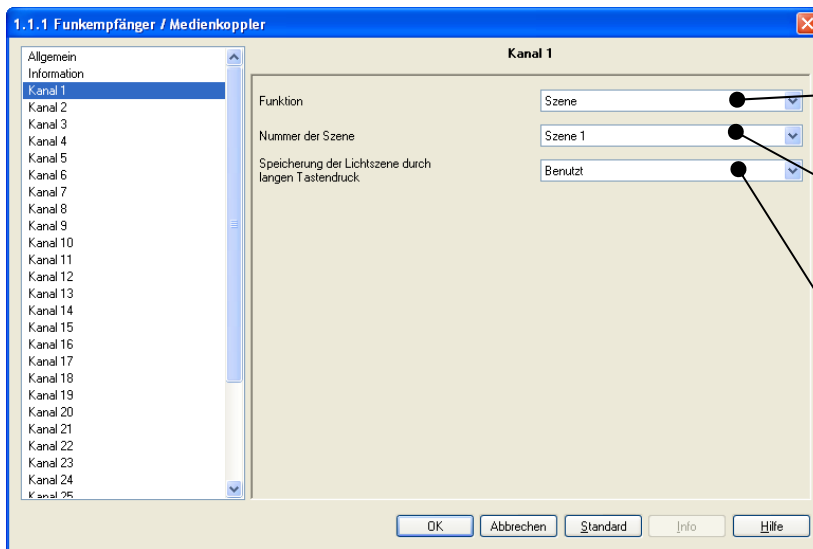 1.1.1 Funkempfänger / Medienkoppler
Allgemein
Information
Kanal 1
Kanal 2
Kanal 3
Kanal 4
Kanal 5
Kanal 6
Kanal 7
Kanal 8
Kanal 9
Kanal 10
Kanal 11
Kanal 12
Kanal 13
Kanal 14
Kanal 15
Kanal 16
Kanal 17
Kanal 18
Kanal 19
Kanal 20
Kanal 21
Kanal 22
Kanal 23
Kanal 24
Kanal 25
Kanal 1
Funktion
Szene
Nummer der Szene
Szene 1
Speicherung der Lichtszene durch
langen Tastendruck
Benutzt
OK
Abbrechen
Standard
Info
Hilfe